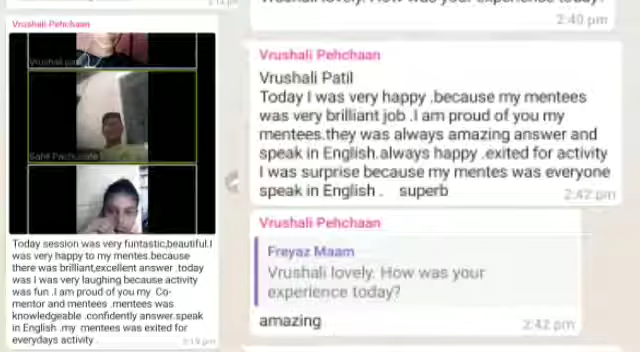 Vrushali Pehchaan
Vrushali patil
Sahil Pachuvale
Today session was very funtastic,beautiful.I
was very happy to my mentes.because
there was brilliant,excellent answer .today
was I was very laughing because activity
was fun .I am proud of you my Co-
mentor and mentees .mentees was
knowledgeable .confidently answer.speak
in English .my mentees was exited for
everydays activity
3:19 pm
Vrushali lovely. How was your experience today?
2:40 pm
Vrushali Pehchaan
Vrushali Patil
Today I was very happy .because my mentees
was very brilliant job .I am proud of you my
mentees.they was always amazing answer and
speak in English.always happy .exited for activity
I was surprise because my mentes was everyone
speak in English . superb
2:42 pm
Vrushali Pehchaan
Freyaz Maam
Vrushali lovely. How was your
experience today?
amazing
2:42 pm